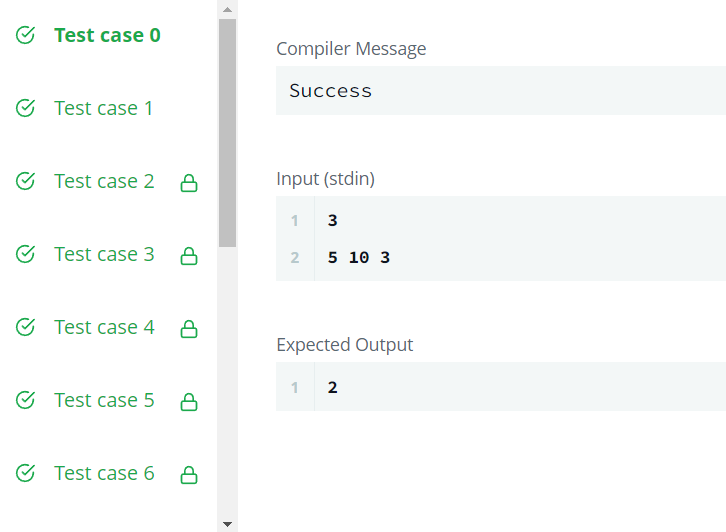 Test case 0
Test case 1
Test case 2
Test case 3
Test case 4
Test case 5
Test case 6
Compiler Message
Success
Input (stdin)
1 3
2 5 10 3
Expected Output
1 2